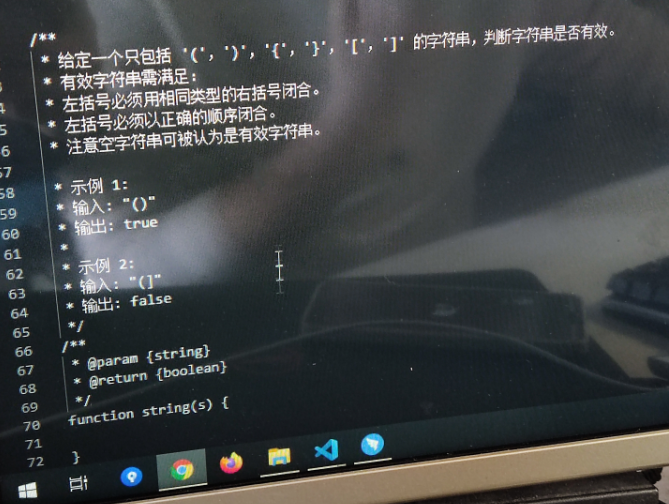 /**
* 给定一个只包括 '(', ')', '{', '}', '[', ']' 的字符串，判断字符串是否有效。
* 有效字符串需满足：
* 左括号必须用相同类型的右括号闭合。
* 左括号必须以正确的顺序闭合。
* 注意空字符串可被认为是有效字符串。
57
58 * 示例 1:
59 * 输入: "()"
60 * 输出: true
61 *
62 * 示例 2:
63 * 输入: "(]"
64 * 输出: false
65 */
66 /**
67 * @param {string}
68 * @return {boolean}
69 */
70 function string(s) {
71
72 }